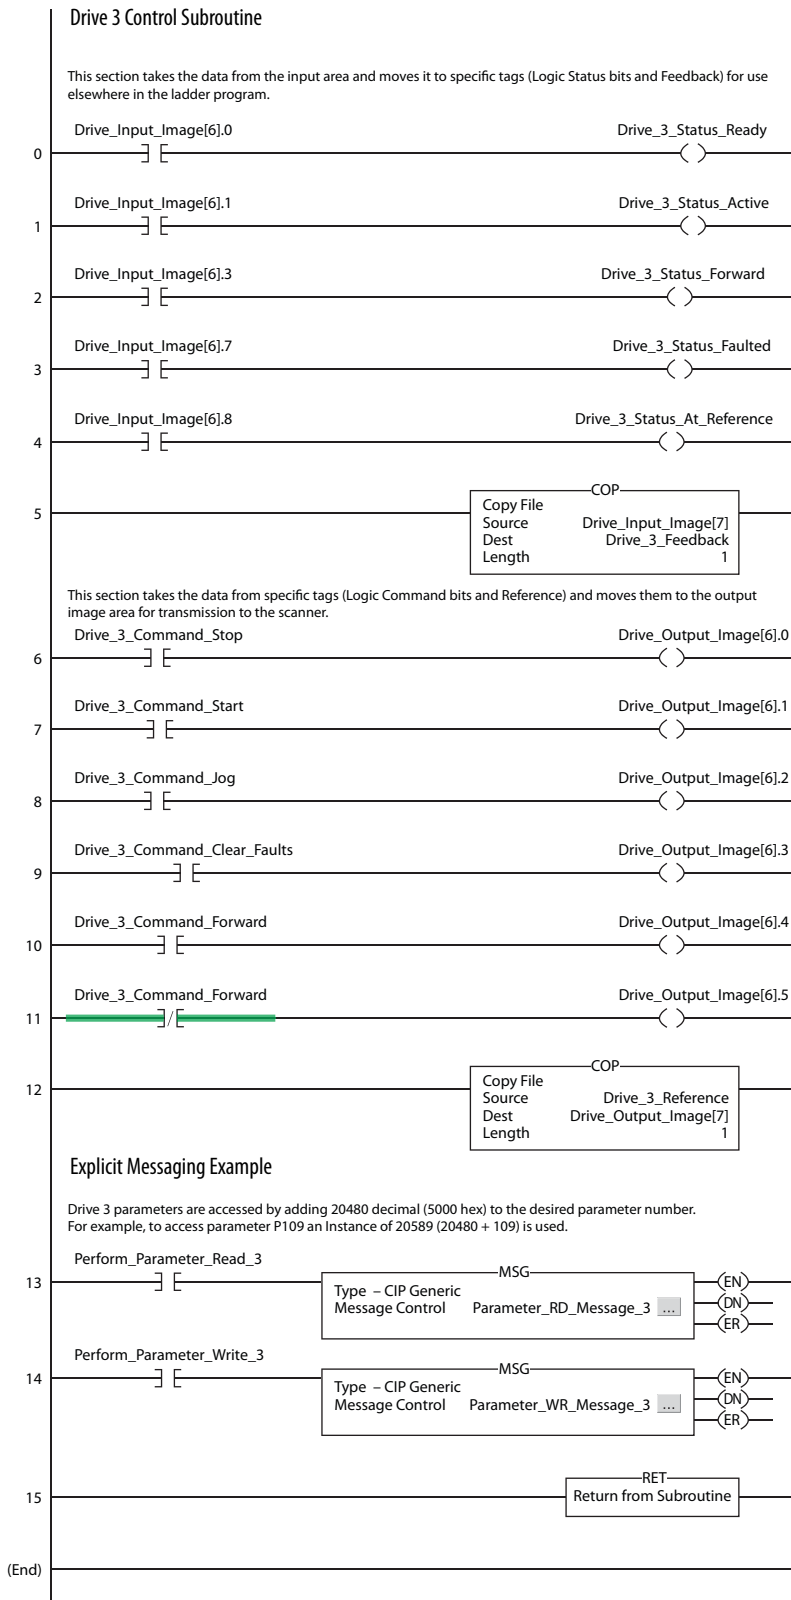 Drive 3 Control Subroutine
This section takes the data from the input area and moves it to specific tags (Logic Status bits and Feedback) for use
elsewhere in the ladder program.
Drive_Input_Image[6].0 Drive_3_Status_Ready
0
Drive_Input_Image[6].1 Drive_3_Status_Active
1
Drive_Input_Image[6].3 Drive_3_Status_Forward
2
Drive_Input_Image[6].7 Drive_3_Status_Faulted
3
Drive_Input_Image[6].8 Drive_3_Status_At_Reference
4
COP
Copy File
5
Source Drive_Input_Image[7]
Dest Drive_3_Feedback
Length 1
This section takes the data from specific tags (Logic Command bits and Reference) and moves them to the output
image area for transmission to the scanner.
Drive_3_Command_Stop Drive_Output_Image[6].0
6
Drive_3_Command_Start Drive_Output_Image[6].1
7
Drive_3_Command_Jog Drive_Output_Image[6].2
8
Drive_3_Command_Clear_Faults Drive_Output_Image[6].3
9
Drive_3_Command_Forward Drive_Output_Image[6].4
10
Drive_3_Command_Forward Drive_Output_Image[6].5
11
COP
Copy File
12
Source Drive_3_Reference
Dest Drive_Output_Image[7]
Length 1
Explicit Messaging Example
Drive 3 parameters are accessed by adding 20480 decimal (5000 hex) to the desired parameter number.
For example, to access parameter P109 an Instance of 20589 (20480 + 109) is used.
Perform_Parameter_Read_3
13
MSG
Type – CIP Generic
Message Control Parameter_RD_Message_3 ...
EN
DN
ER
Perform_Parameter_Write_3
14
MSG
Type – CIP Generic
Message Control Parameter_WR_Message_3 ...
EN
DN
ER
RET
15
Return from Subroutine
(End)